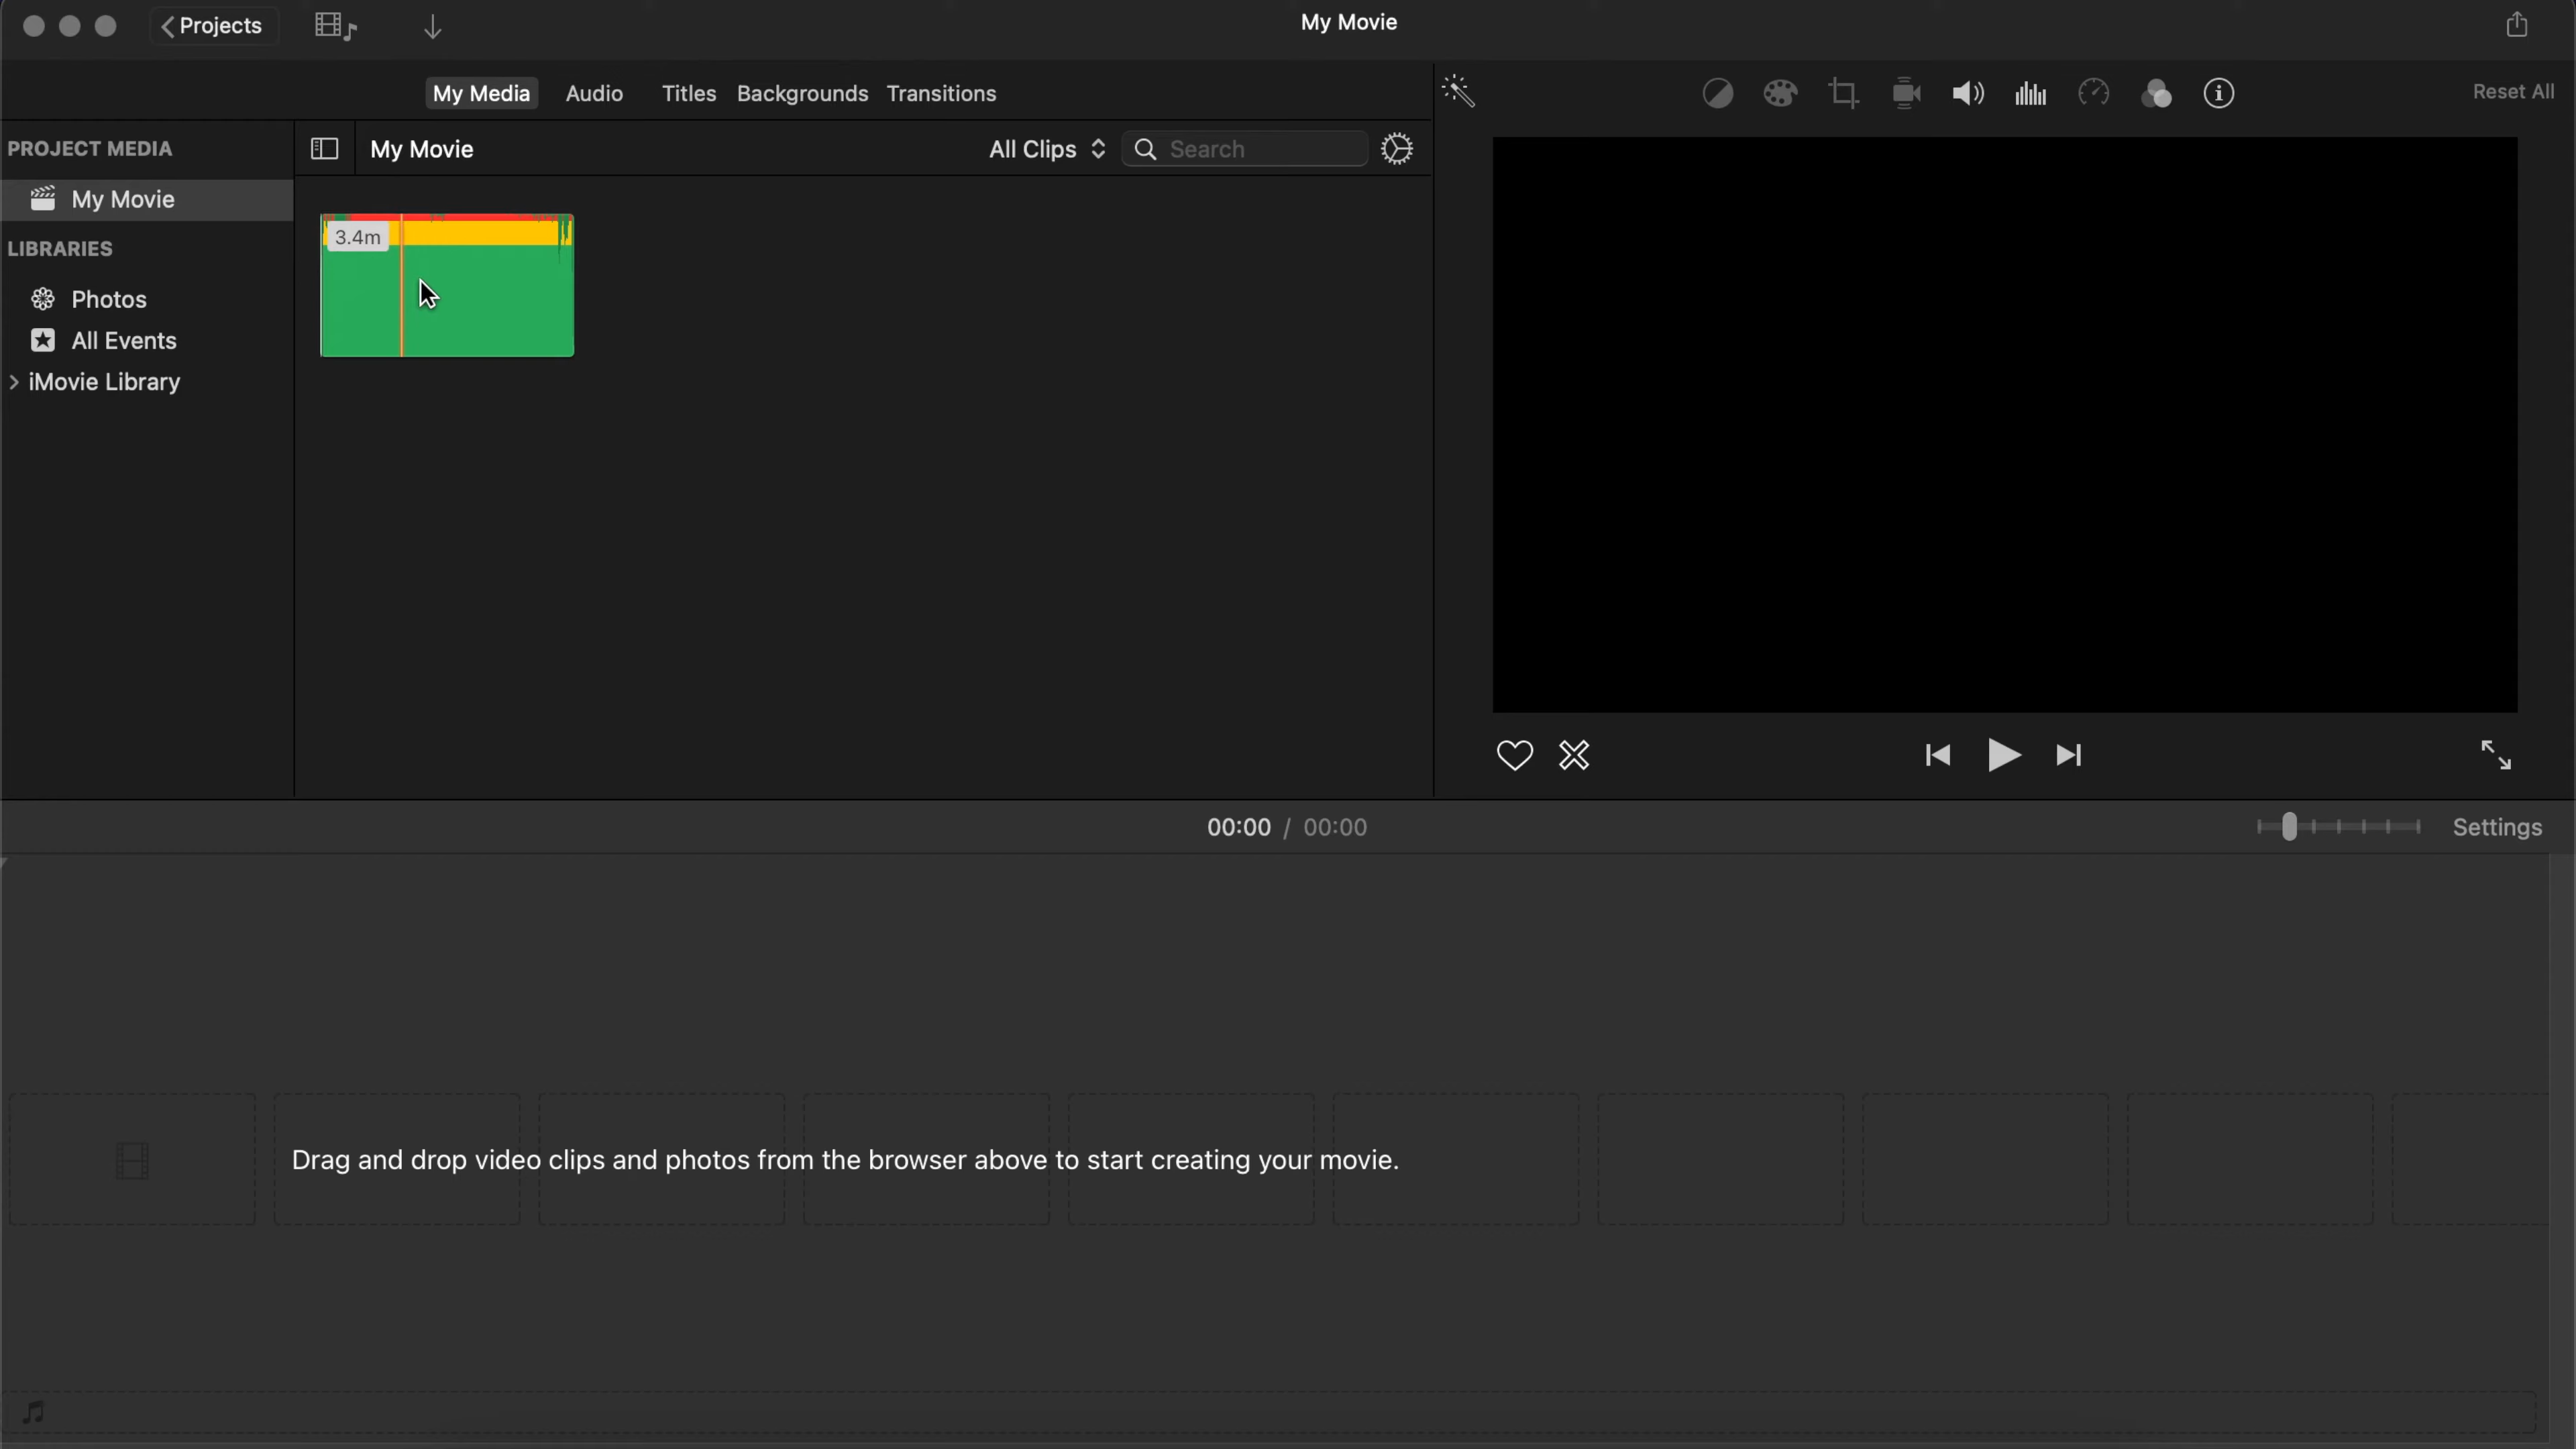 Projects
My Movie
My Media Audio Titles Backgrounds Transitions
Reset All
PROJECT MEDIA
My Movie
LIBRARIES
Photos
All Events
iMovie Library
My Movie
All Clips
Search
3.4m
00:00 / 00:00
Settings
Drag and drop video clips and photos from the browser above to start creating your movie.